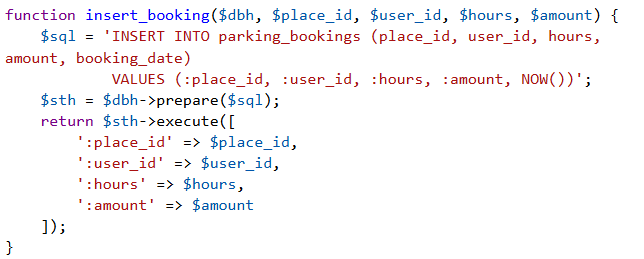 function insert_booking($dbh, $place_id, $user_id, $hours, $amount) {
    $sql = 'INSERT INTO parking_bookings (place_id, user_id, hours,
amount, booking_date)
            VALUES (:place_id, :user_id, :hours, :amount, NOW())';
    $sth = $dbh->prepare($sql);
    return $sth->execute([
        ':place_id' => $place_id,
        ':user_id' => $user_id,
        ':hours' => $hours,
        ':amount' => $amount
    ]);
}